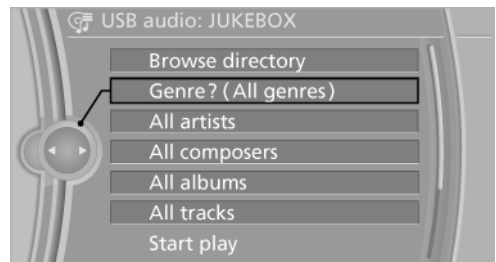 USB audio: JUKEBOX
Browse directory
Genre? (All genres)
All artists
All composers
All albums
All tracks
Start play